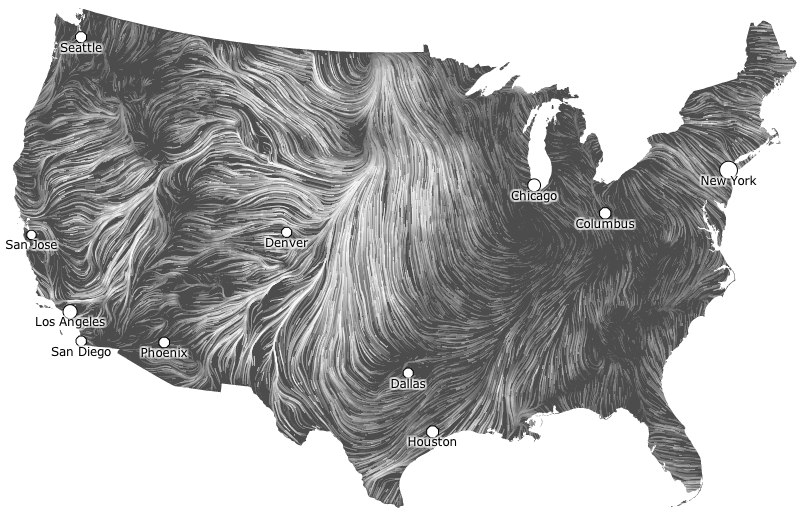 Seattle
Chicago
New York
Columbus
San Jose
Denver
Los Angeles
San Diego
Phoenix
Dallas
Houston